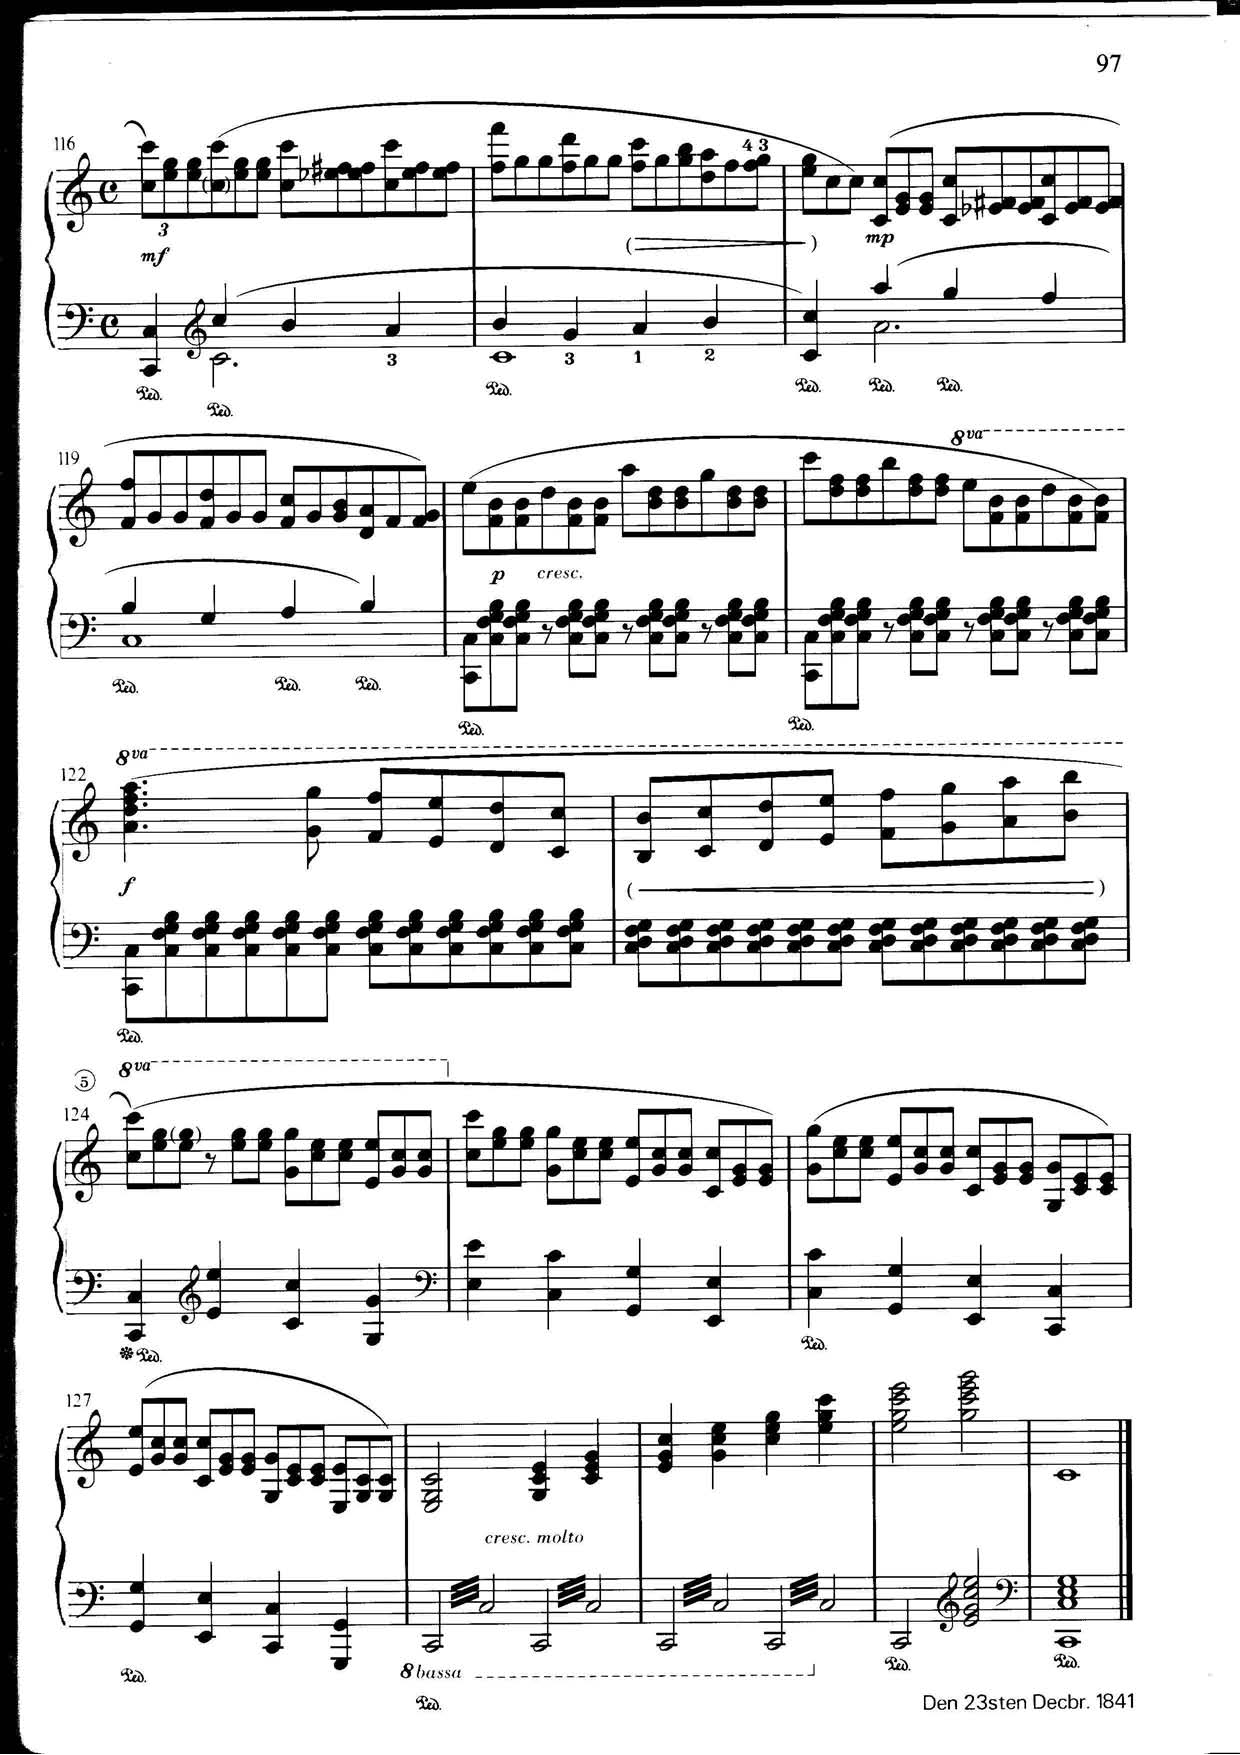 97
116
3
mf
4 3
mp
3
3 1 2
Ped. Ped. Ped. Ped. Ped. Ped.
119
8va
p cresc.
Ped. Ped. Ped. Ped. Ped.
8va
122
f
Ped.
5 8va
124
Ped. Ped.
127
cresc. molto
8 bassa
Ped. Ped. Ped. Ped.
Den 23sten Decbr. 1841